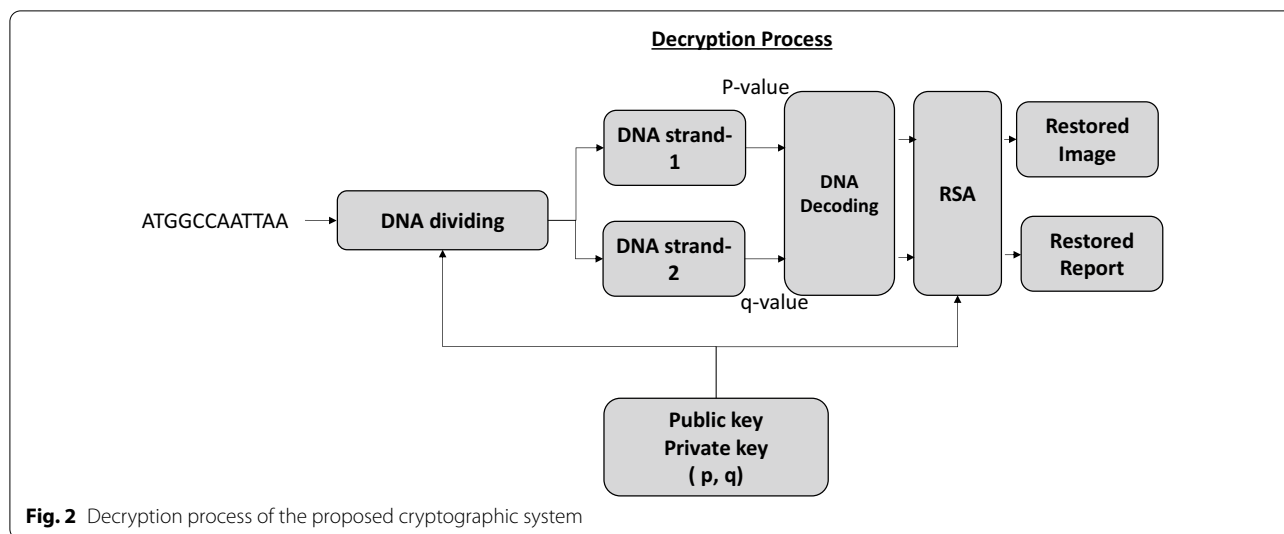 Decryption Process
P-value
DNA strand-
1
DNA
Decoding
RSA
Restored
Image
ATGGCCAATTAA
DNA dividing
DNA strand-
2
q-value
Restored
Report
Public key
Private key
( p, q)
Fig. 2 Decryption process of the proposed cryptographic system